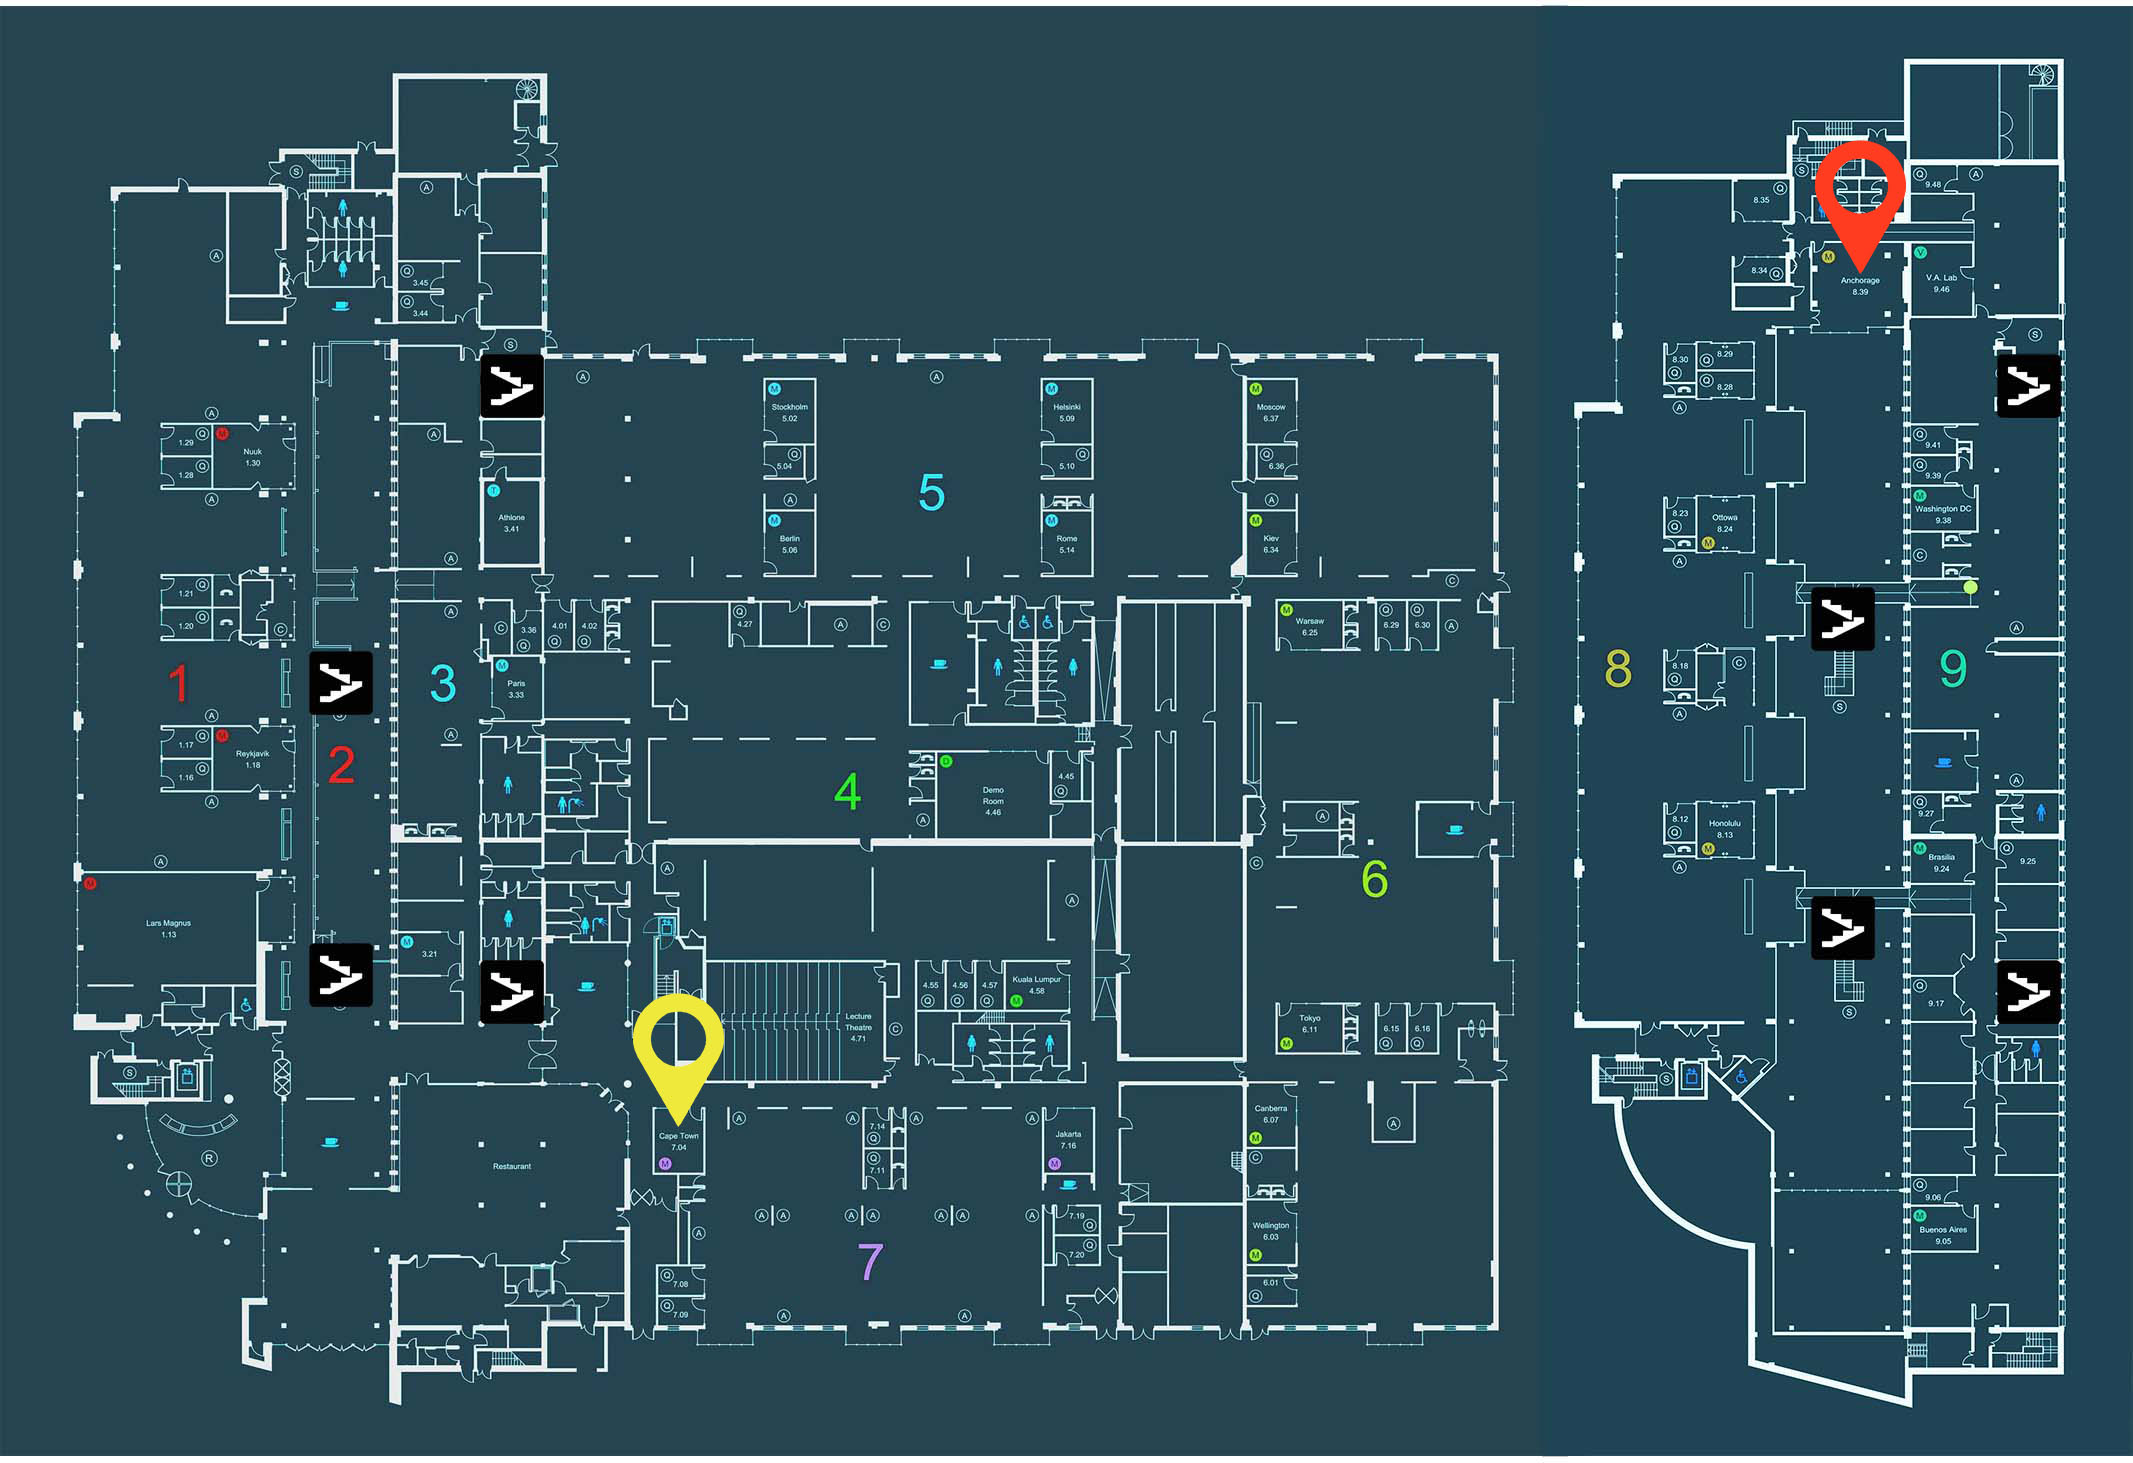 S
A
A
Q
3.45
Q
3.44
S
A
A
A
A
1.29
Q
M
Nuuk
1.30
1.28
Q
A
A
T
Athlone
3.41
A
A
M
Stockholm
5.02
Q
5.04
A
M
Berlin
5.06
5
M
Helsinki
5.09
Q
5.10
M
Rome
5.14
M
Moscow
6.37
Q
6.36
A
M
Kiev
6.34
C
1.21
Q
1.20
Q
C
A
C
3.36
Q
4.01
Q
4.02
Q
Q
4.27
A
C
M
Warsaw
6.25
Q
6.29
Q
6.30
A
1
3
M
Paris
3.33
A
A
1.17
Q
M
Reykjavik
1.18
1.16
Q
A
2
4
D
Demo
Room
4.46
4.45
Q
A
A
C
6
A
M
Lars Magnus
1.13
M
3.21
A
A
4.55
Q
4.56
Q
4.57
Q
Kuala Lumpur
4.58
M
Lecture
Theatre
4.71
C
Tokyo
6.11
M
6.15
Q
6.16
Q
S
R
Restaurant
Cape Town
7.04
M
A
A
7.14
Q
A
7.11
Q
Jakarta
7.16
M
Canberra
6.07
M
C
A
A
A
A
A
A
A
A
A
7.19
Q
7.20
Q
Wellington
6.03
M
7
Q
7.08
Q
7.09
6.01
Q
A
A
S
Q
8.35
Q
9.48
A
M
Anchorage
8.39
8.34
Q
V
V.A. Lab
9.46
S
8.30
Q
8.29
Q
Q
8.28
A
Q
9.41
Q
9.39
M
Washington DC
9.38
8.23
Q
Ottowa
8.24
M
A
C
A
8
8.18
Q
C
A
S
9
A
Q
9.27
8.12
Q
Honolulu
8.13
M
A
M
Brasilia
9.24
Q
9.25
Q
9.17
S
S
Q
9.06
M
Buenos Aires
9.05